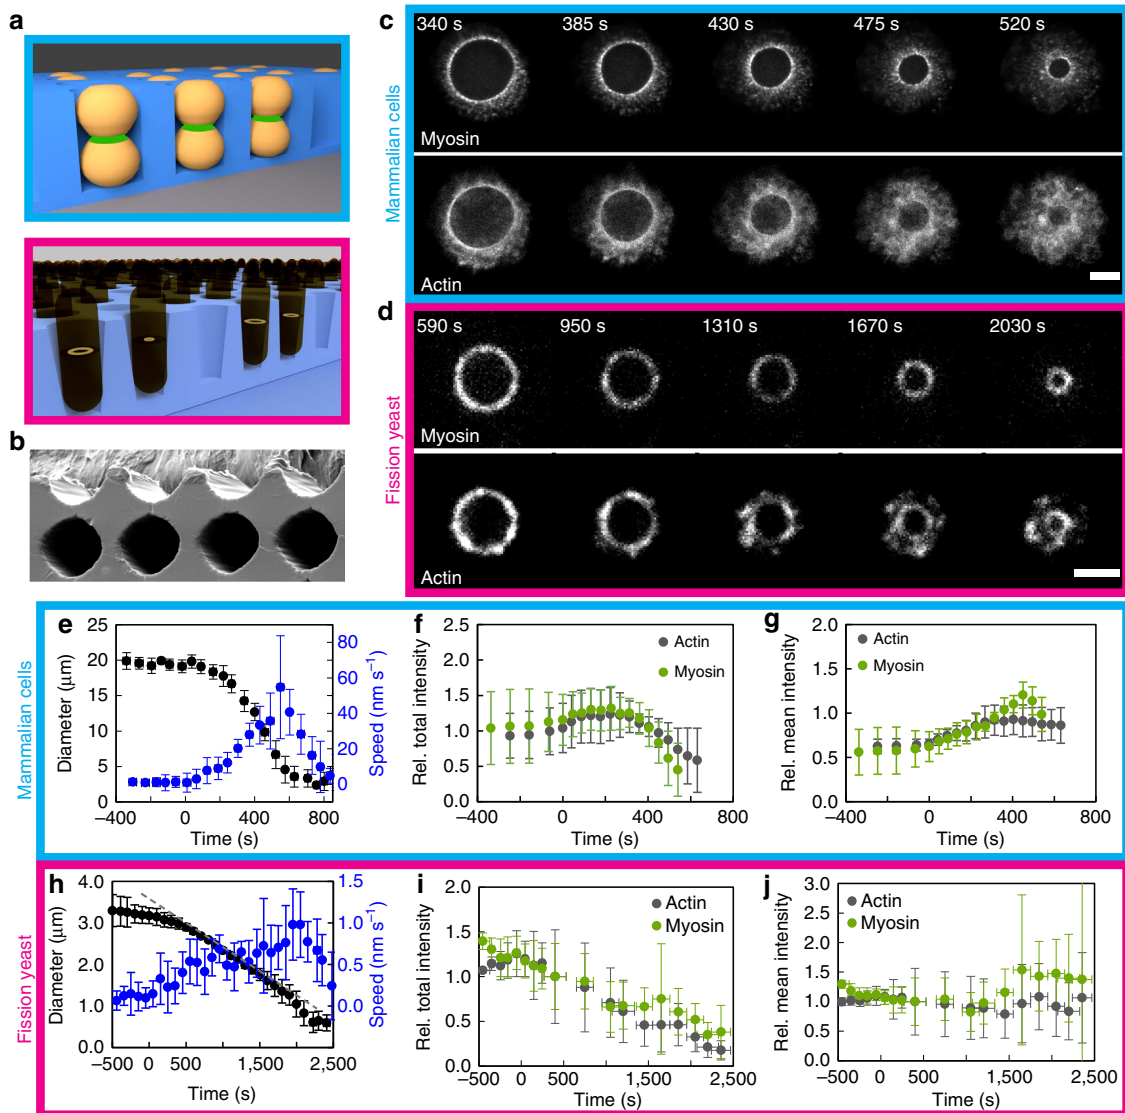 a
c
Mammalian cells
340 s 385 s 430 s 475 s 520 s
Myosin
Actin
d
Fission yeast
590 s 950 s 1310 s 1670 s 2030 s
Myosin
Actin
b
Mammalian cells
e
25
20
15
10
5
0
Diameter (μm)
80
60
40
20
0
Speed (nm s⁻¹)
−400 0 400 800
Time (s)
f
2.5
2.0
1.5
1.0
0.5
0.0
Rel. total intensity
Actin
Myosin
−400 0 400 800
Time (s)
g
2.0
1.5
1.0
0.5
0.0
Rel. mean intensity
Actin
Myosin
−400 0 400 800
Time (s)
Fission yeast
h
4.0
3.0
2.0
1.0
0.0
Diameter (μm)
1.5
1.0
0.5
0.0
Speed (nm s⁻¹)
−500 0 500 1,500 2,500
Time (s)
i
2.0
1.5
1.0
0.5
0.0
Rel. total intensity
Actin
Myosin
−500 0 500 1,500 2,500
Time (s)
j
3.0
2.5
2.0
1.5
1.0
0.5
0.0
Rel. mean intensity
Actin
Myosin
−500 0 500 1,500 2,500
Time (s)